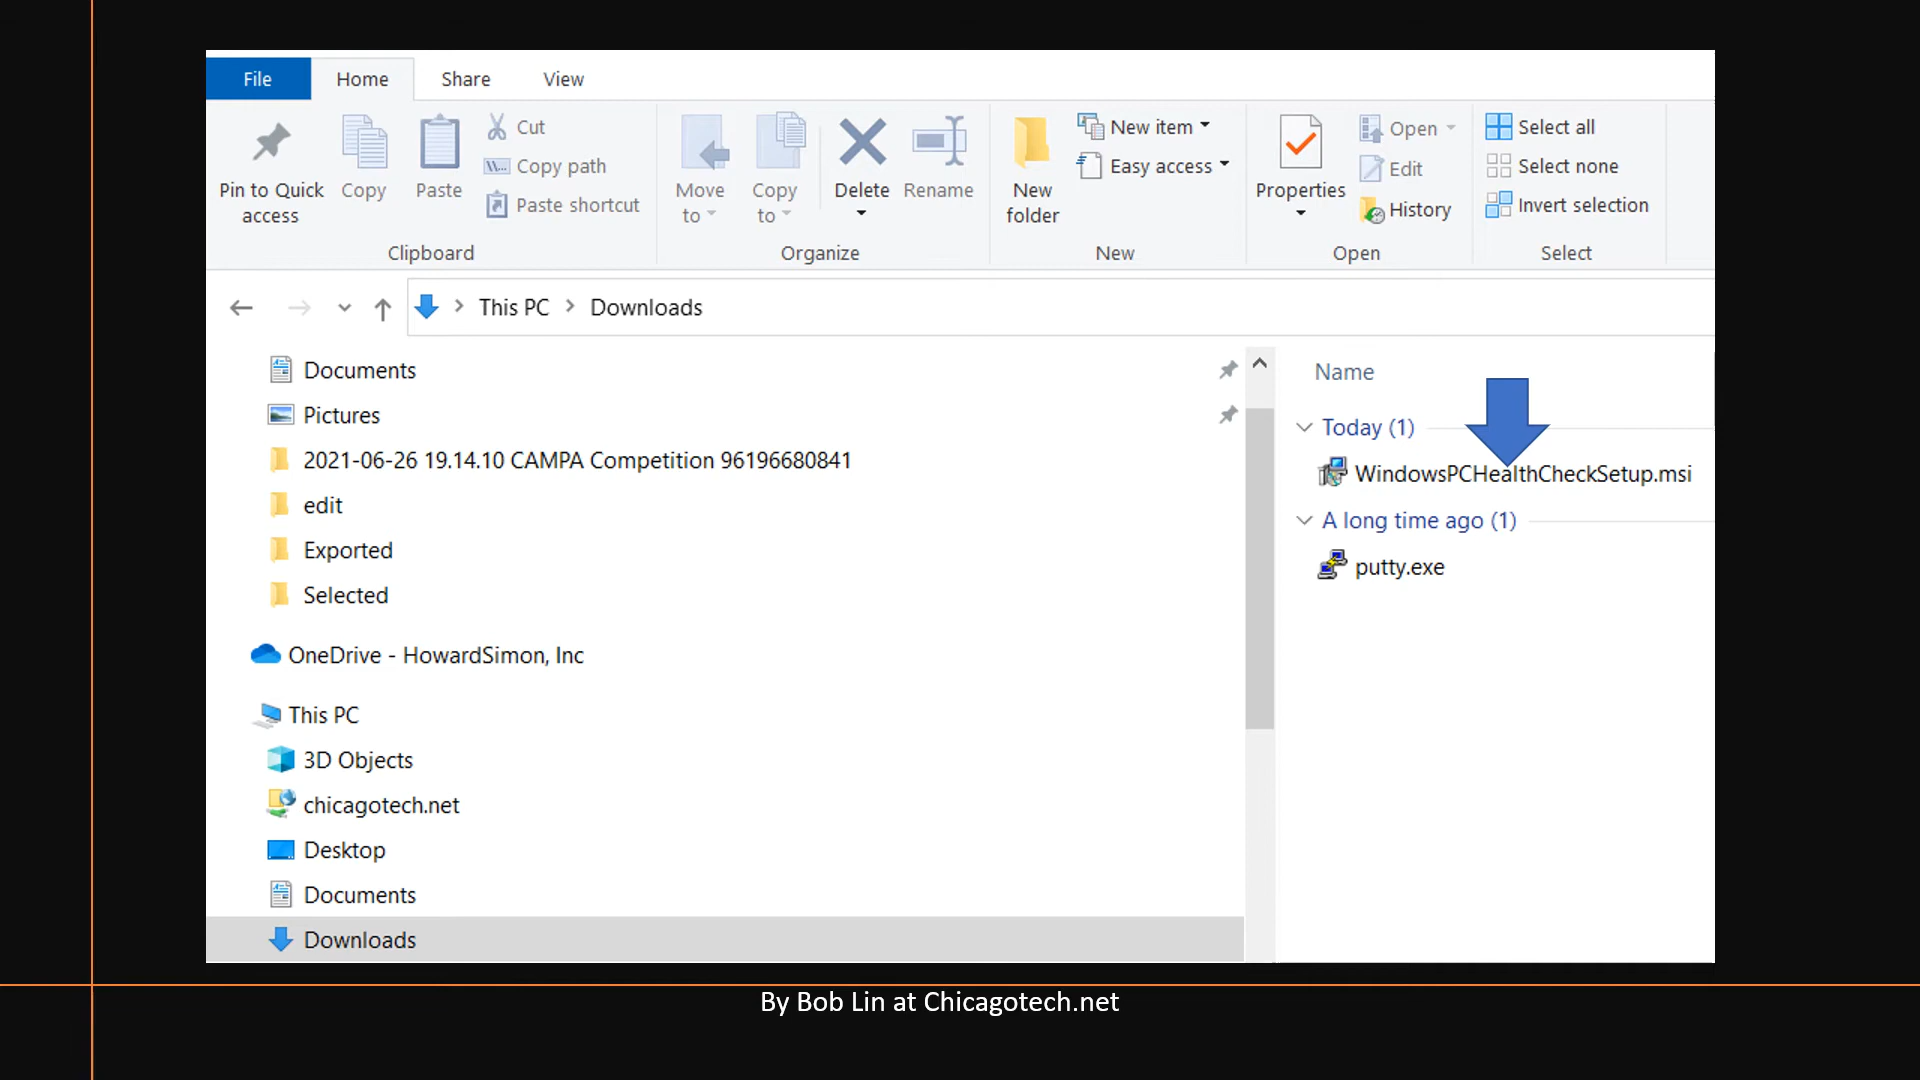 File Home Share View
Pin to Quick access
Copy
Paste
Cut
Copy path
Paste shortcut
Clipboard
Move to
Copy to
Delete
Rename
Organize
New folder
New item
Easy access
New
Properties
Open
Edit
History
Open
Select all
Select none
Invert selection
Select
This PC > Downloads
Documents
Pictures
2021-06-26 19.14.10 CAMPA Competition 96196680841
edit
Exported
Selected
OneDrive - HowardSimon, Inc
This PC
3D Objects
chicagotech.net
Desktop
Documents
Downloads
Name
Today (1)
WindowsPCHealthCheckSetup.msi
A long time ago (1)
putty.exe
By Bob Lin at Chicagotech.net